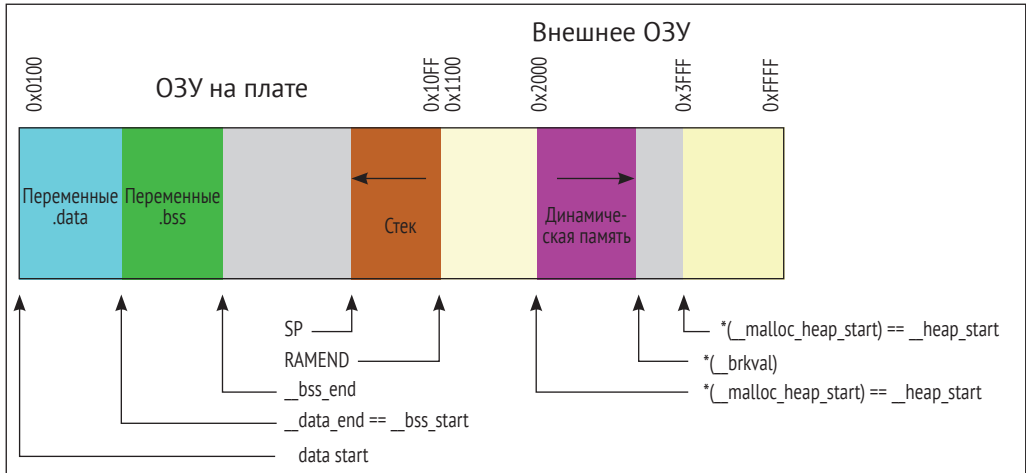 Внешнее ОЗУ
ОЗУ на плате
0x0100
0x10FF
0x1100
0x2000
0x3FFF
0xFFFF
Переменные
.data
Переменные
.bss
Стек
Динамиче-
ская память
SP
*(__malloc_heap_start) == __heap_start
RAMEND
*(__brkval)
__bss_end
*(__malloc_heap_start) == __heap_start
__data_end == __bss_start
data start